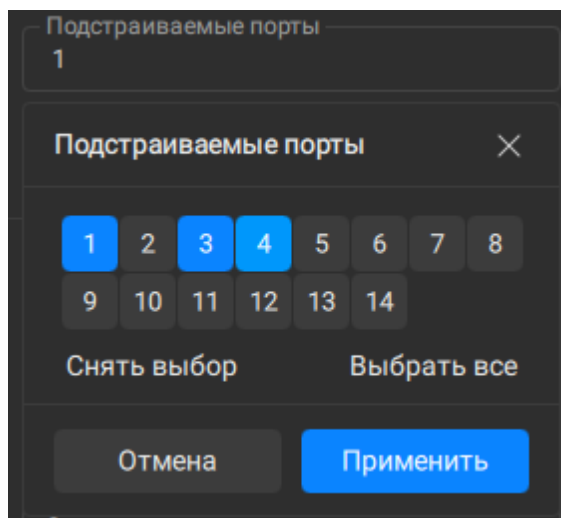 Подстраиваемые порты
1
Подстраиваемые порты
1 2 3 4 5 6 7 8
9 10 11 12 13 14
Снять выбор Выбрать все
Отмена Применить